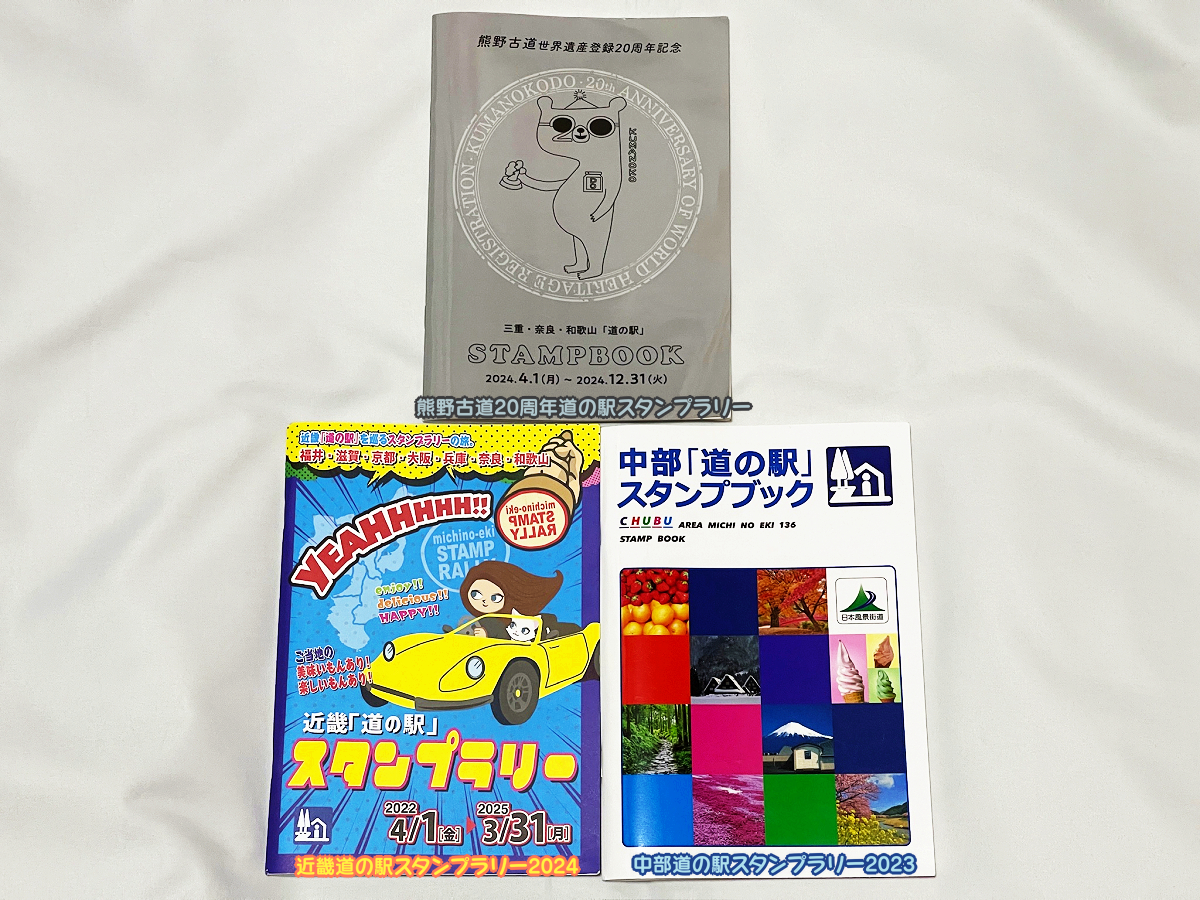 熊野古道世界遺産登録20周年記念
KUMANOKODO・20th ANNIVERSARY OF WORLD HERITAGE REGISTRATION・
三重・奈良・和歌山「道の駅」
STAMPBOOK
2024.4.1(月)~2024.12.31(火)
熊野古道20周年道の駅スタンプラリー
近畿「道の駅」を巡るスタンプラリーの旅。
福井・滋賀・京都・大阪・兵庫・奈良・和歌山
YEAHHHHH!!
michino-eki
STAMP
RALLY
michino-eki
STAMP
RALLY
enjoy!!
delicious!!
HAPPY!!
ご当地の
美味いもんあり!
楽しいもんあり!
近畿「道の駅」
スタンプラリー
2022 2025
4/1[金] 3/31[月]
近畿道の駅スタンプラリー2024
中部「道の駅」
スタンプブック
CHUBU AREA MICHI NO EKI 136
STAMP BOOK
日本風景街道
中部道の駅スタンプラリー2023